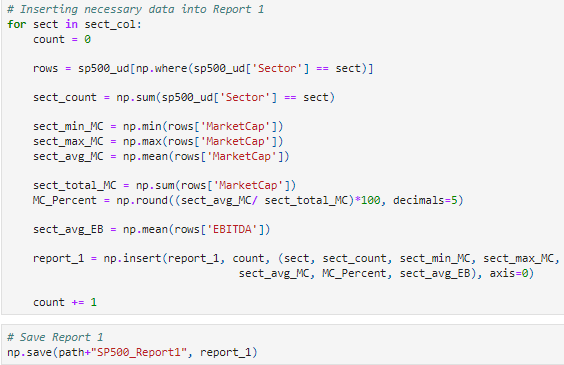 # Inserting necessary data into Report 1
for sect in sect_col:
    count = 0
    rows = sp500_ud[np.where(sp500_ud['Sector'] == sect)]
    sect_count = np.sum(sp500_ud['Sector'] == sect)
    sect_min_MC = np.min(rows['MarketCap'])
    sect_max_MC = np.max(rows['MarketCap'])
    sect_avg_MC = np.mean(rows['MarketCap'])
    sect_total_MC = np.sum(rows['MarketCap'])
    MC_Percent = np.round((sect_avg_MC/ sect_total_MC)*100, decimals=5)
    sect_avg_EB = np.mean(rows['EBITDA'])
    report_1 = np.insert(report_1, count, (sect, sect_count, sect_min_MC, sect_max_MC,
                                   sect_avg_MC, MC_Percent, sect_avg_EB), axis=0)
    count += 1
# Save Report 1
np.save(path+"SP500_Report1", report_1)